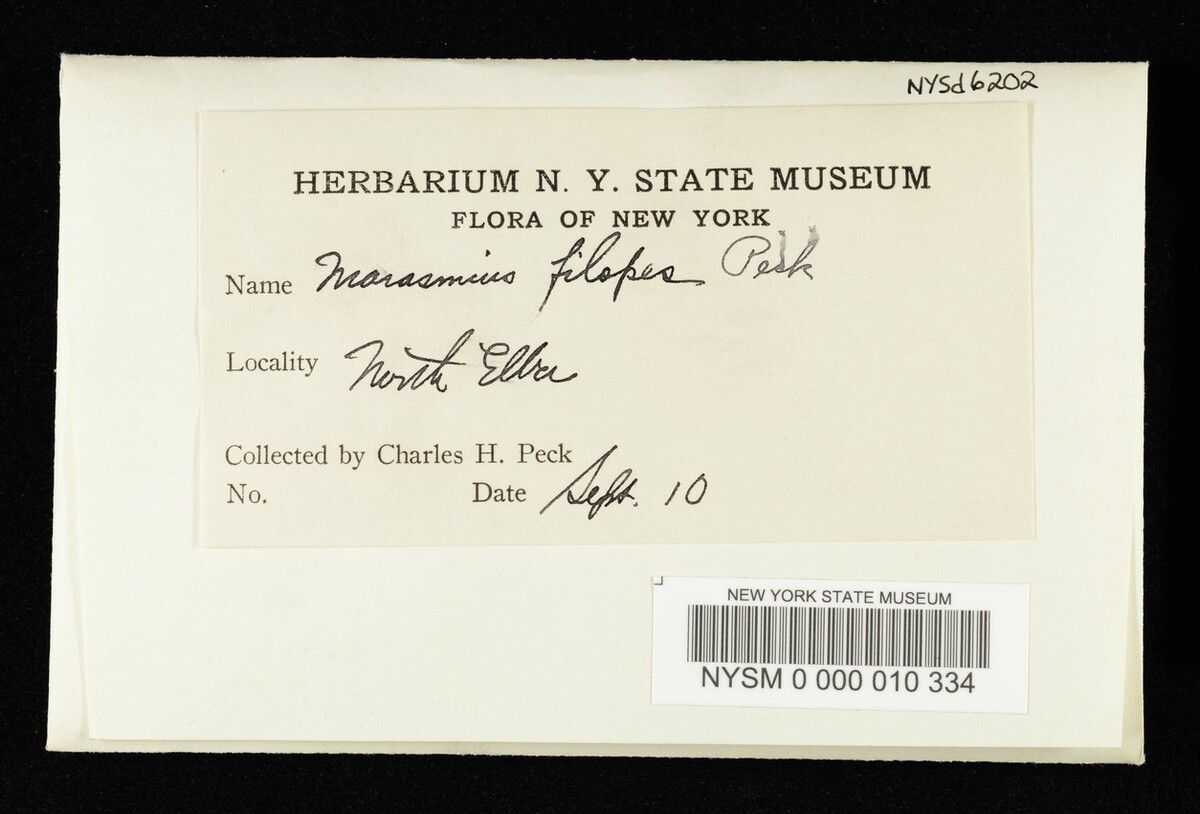 NYSd6202
HERBARIUM N. Y. STATE MUSEUM
FLORA OF NEW YORK
Name Marasmius filopes Peck
Locality North Elba
Collected by Charles H. Peck
No. Date Sept. 10
NEW YORK STATE MUSEUM
NYSM 0 000 010 334